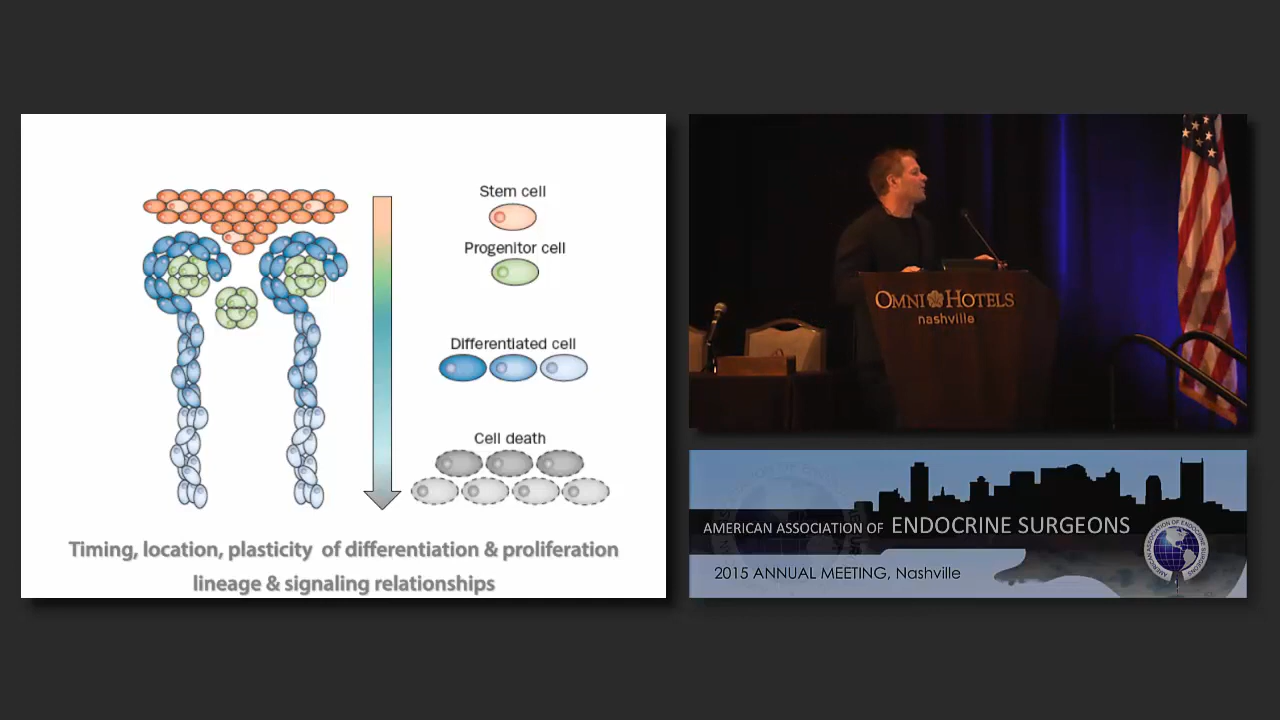 Stem cell
Progenitor cell
Differentiated cell
Cell death
Timing, location, plasticity of differentiation & proliferation
lineage & signaling relationships
OMNI HOTELS
nashville
AMERICAN ASSOCIATION OF ENDOCRINE SURGEONS
2015 ANNUAL MEETING, Nashville